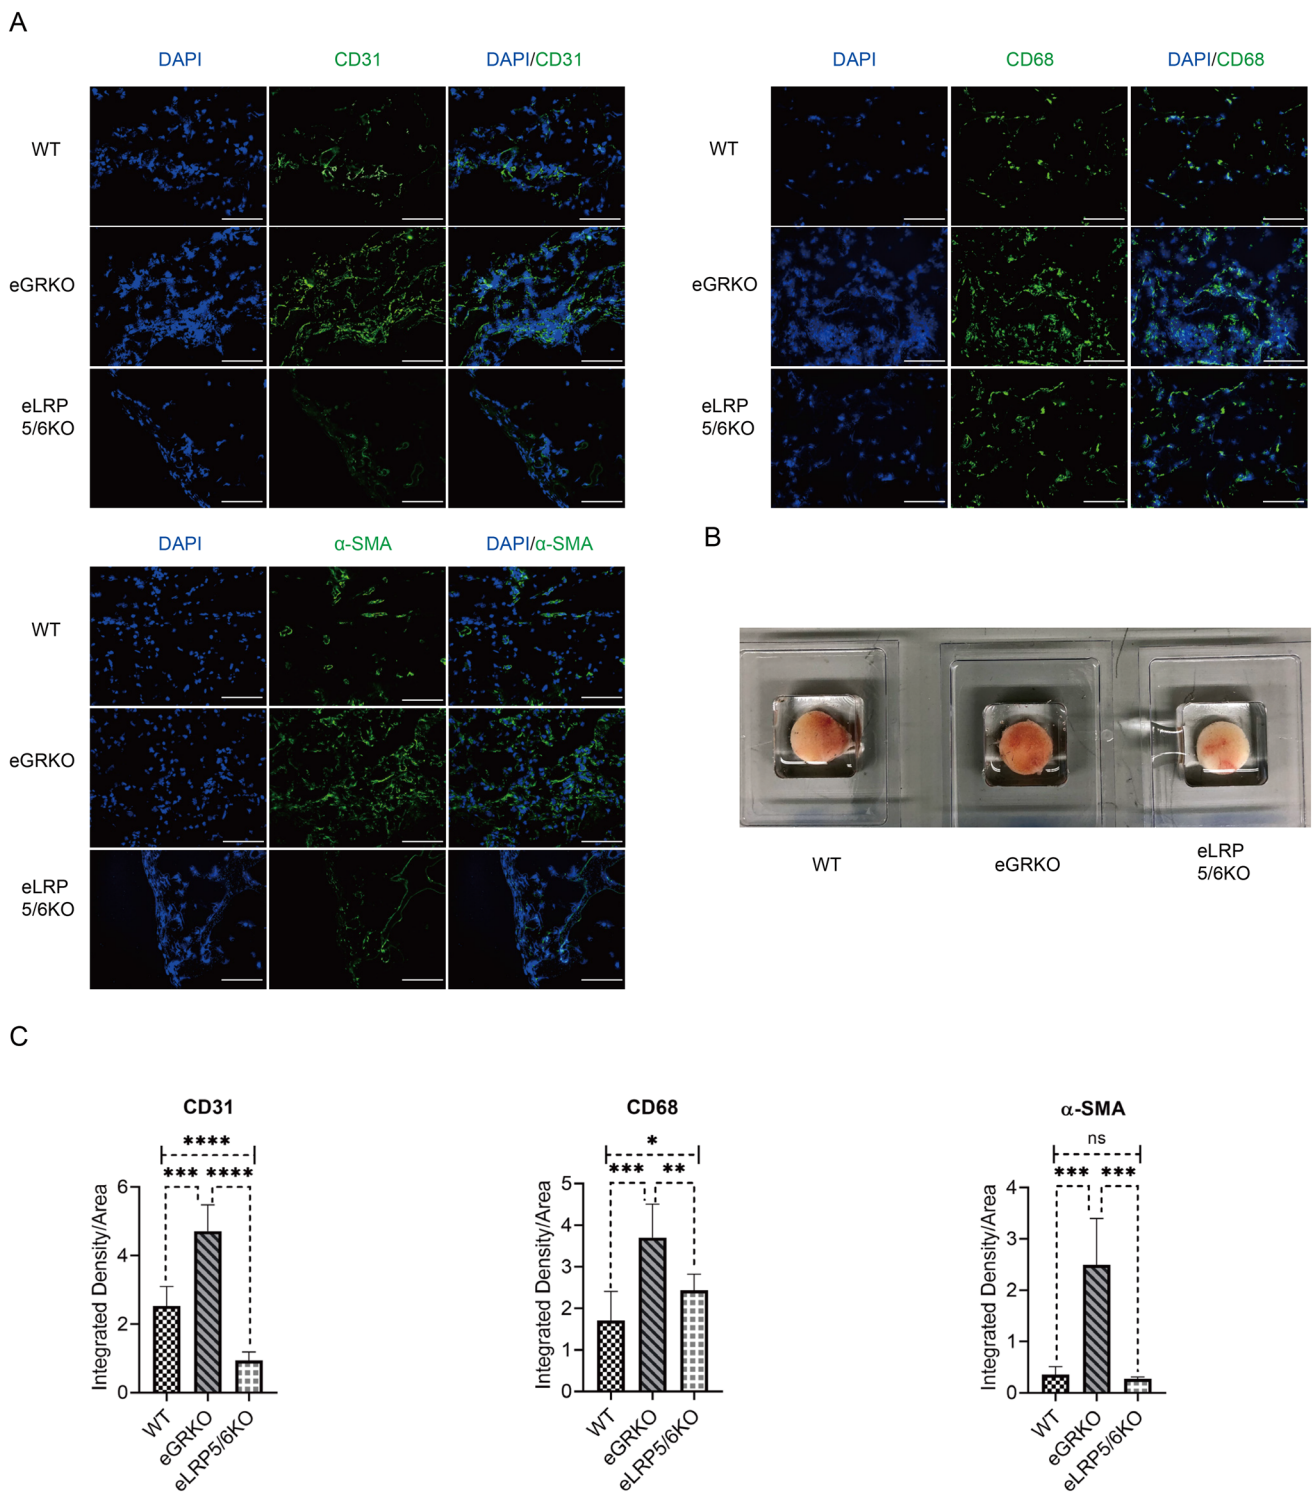 A
DAPI CD31 DAPI/CD31
WT
eGRKO
eLRP
5/6KO
DAPI CD68 DAPI/CD68
WT
eGRKO
eLRP
5/6KO
DAPI α-SMA DAPI/α-SMA
WT
eGRKO
eLRP
5/6KO
B
WT eGRKO eLRP
5/6KO
C
CD31
****
*** ****
Integrated Density/Area
6
4
2
0
WT
eGRKO
eLRP5/6KO
CD68
*
*** **
Integrated Density/Area
5
4
3
2
1
0
WT
eGRKO
eLRP5/6KO
α-SMA
ns
*** ***
Integrated Density/Area
4
3
2
1
0
WT
eGRKO
eLRP5/6KO